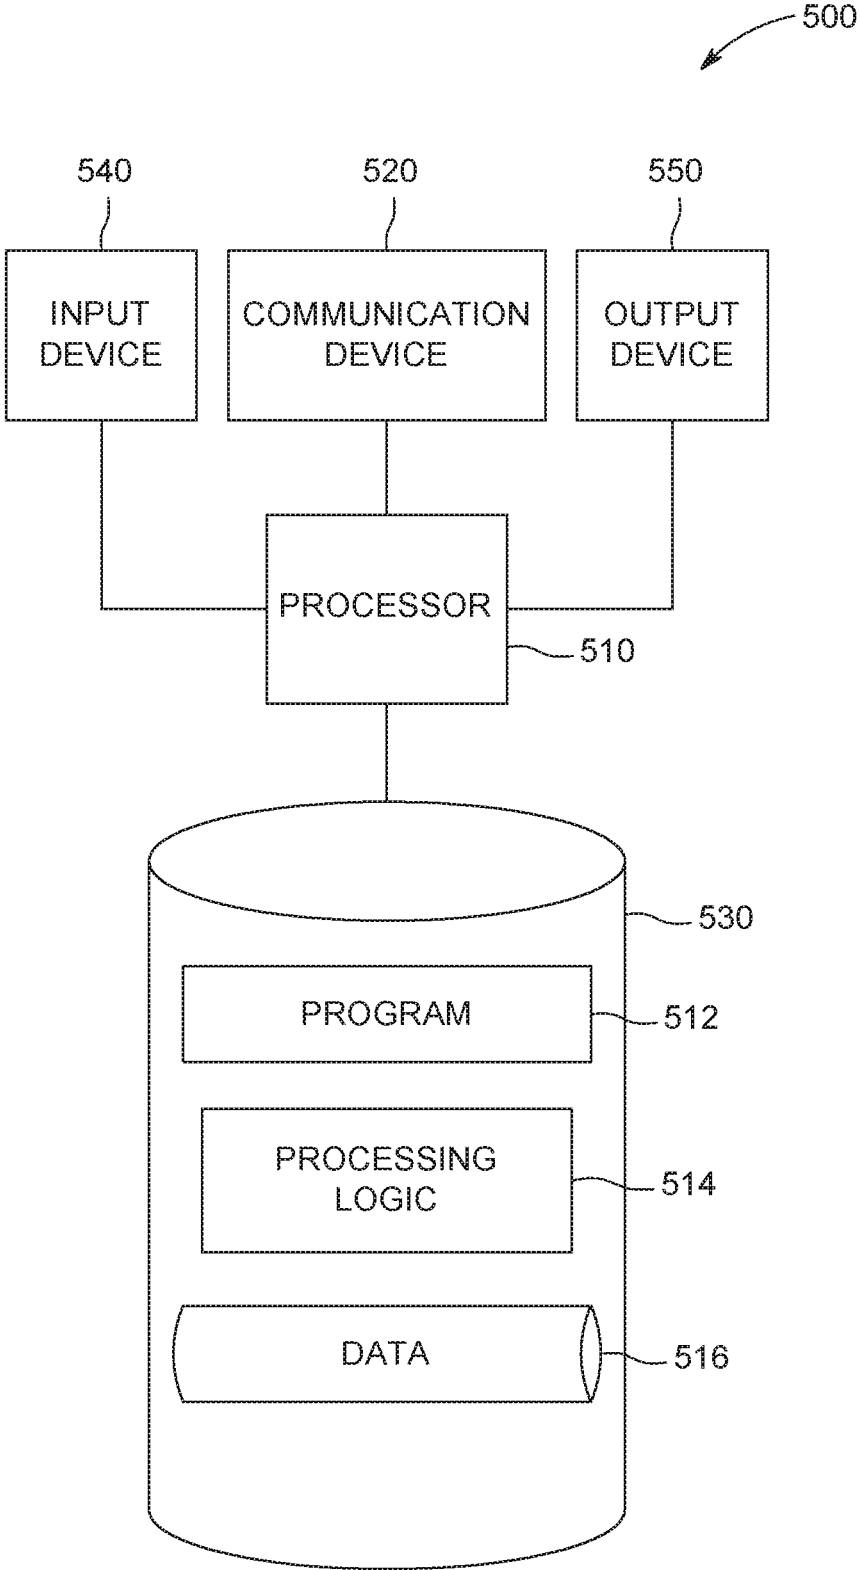 500
540
520
550
INPUT
DEVICE
COMMUNICATION
DEVICE
OUTPUT
DEVICE
PROCESSOR
510
530
PROGRAM
512
PROCESSING
LOGIC
514
DATA
516